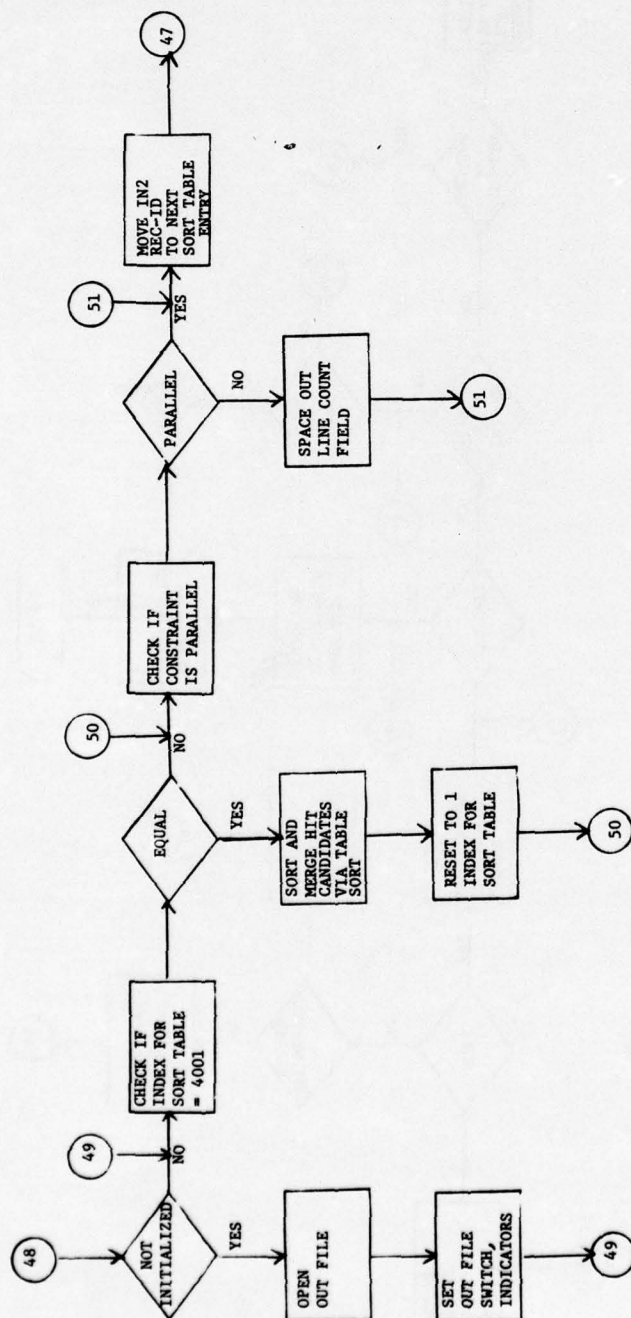 48
NOT
INITIALIZED
YES
NO
OPEN
OUT FILE
SET
OUT FILE
SWITCH,
INDICATORS
49
49
CHECK IF
INDEX FOR
SORT TABLE
= 4001
EQUAL
YES
NO
SORT AND
MERGE HIT
CANDIDATES
VIA TABLE
SORT
RESET TO 1
INDEX FOR
SORT TABLE
50
50
CHECK IF
CONSTRAINT
IS PARALLEL
PARALLEL
NO
YES
SPACE OUT
LINE COUNT
FIELD
51
51
MOVE IN2
REC-ID
TO NEXT
SORT TABLE
ENTRY
47